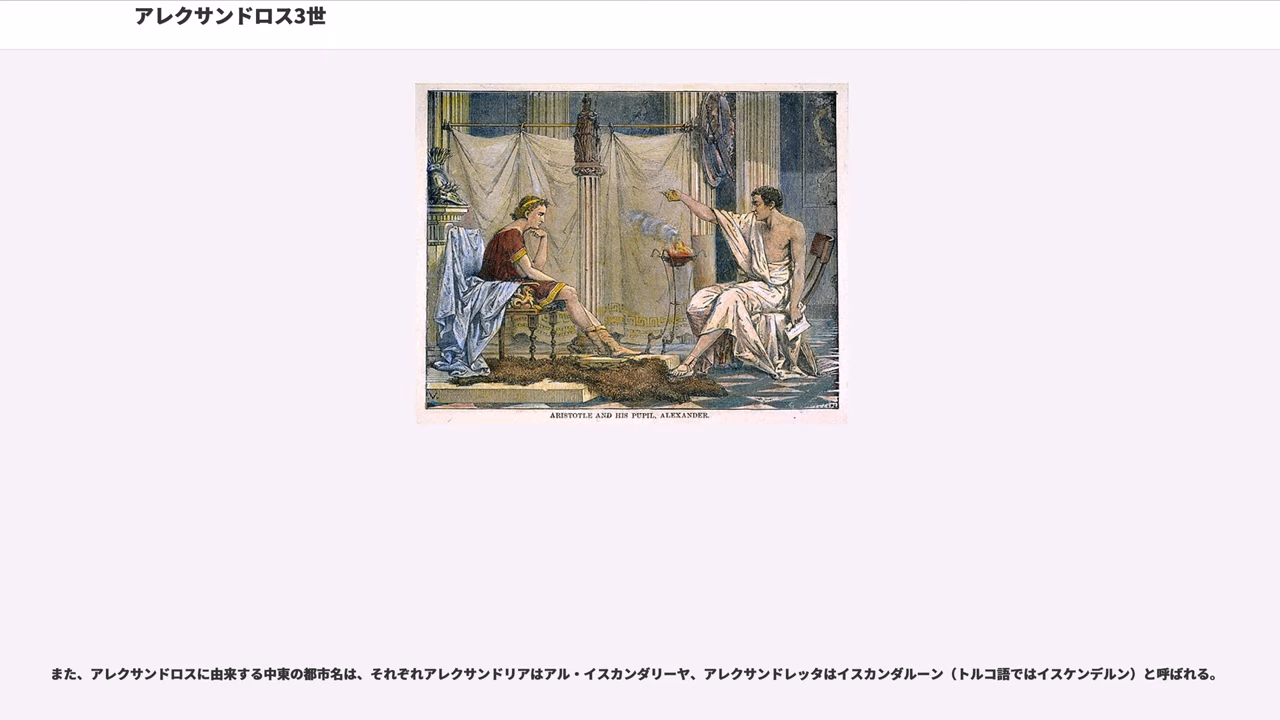 アレクサンドロス3世
ARISTOTLE AND HIS PUPIL, ALEXANDER.
また、アレクサンドロスに由来する中東の都市名は、それぞれアレクサンドリアはアル・イスカンダリーヤ、アレクサンドレッタはイスカンダルーン（トルコ語ではイスケンデルン）と呼ばれる。